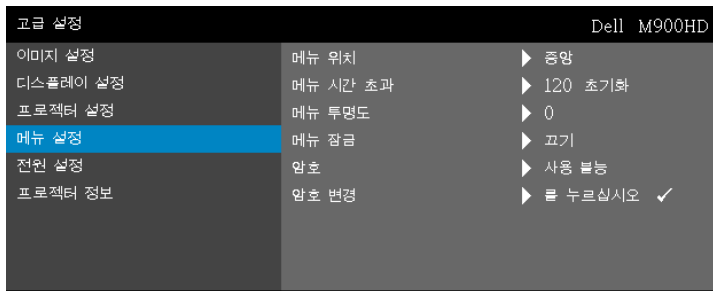 고급 설정 Dell M900HD
이미지 설정
디스플레이 설정
프로젝터 설정
메뉴 설정
전원 설정
프로젝터 정보
메뉴 위치 중앙
메뉴 시간 초과 120 초기화
메뉴 투명도 0
메뉴 잠금 끄기
암호 사용 불능
암호 변경 를 누르십시오 ✓